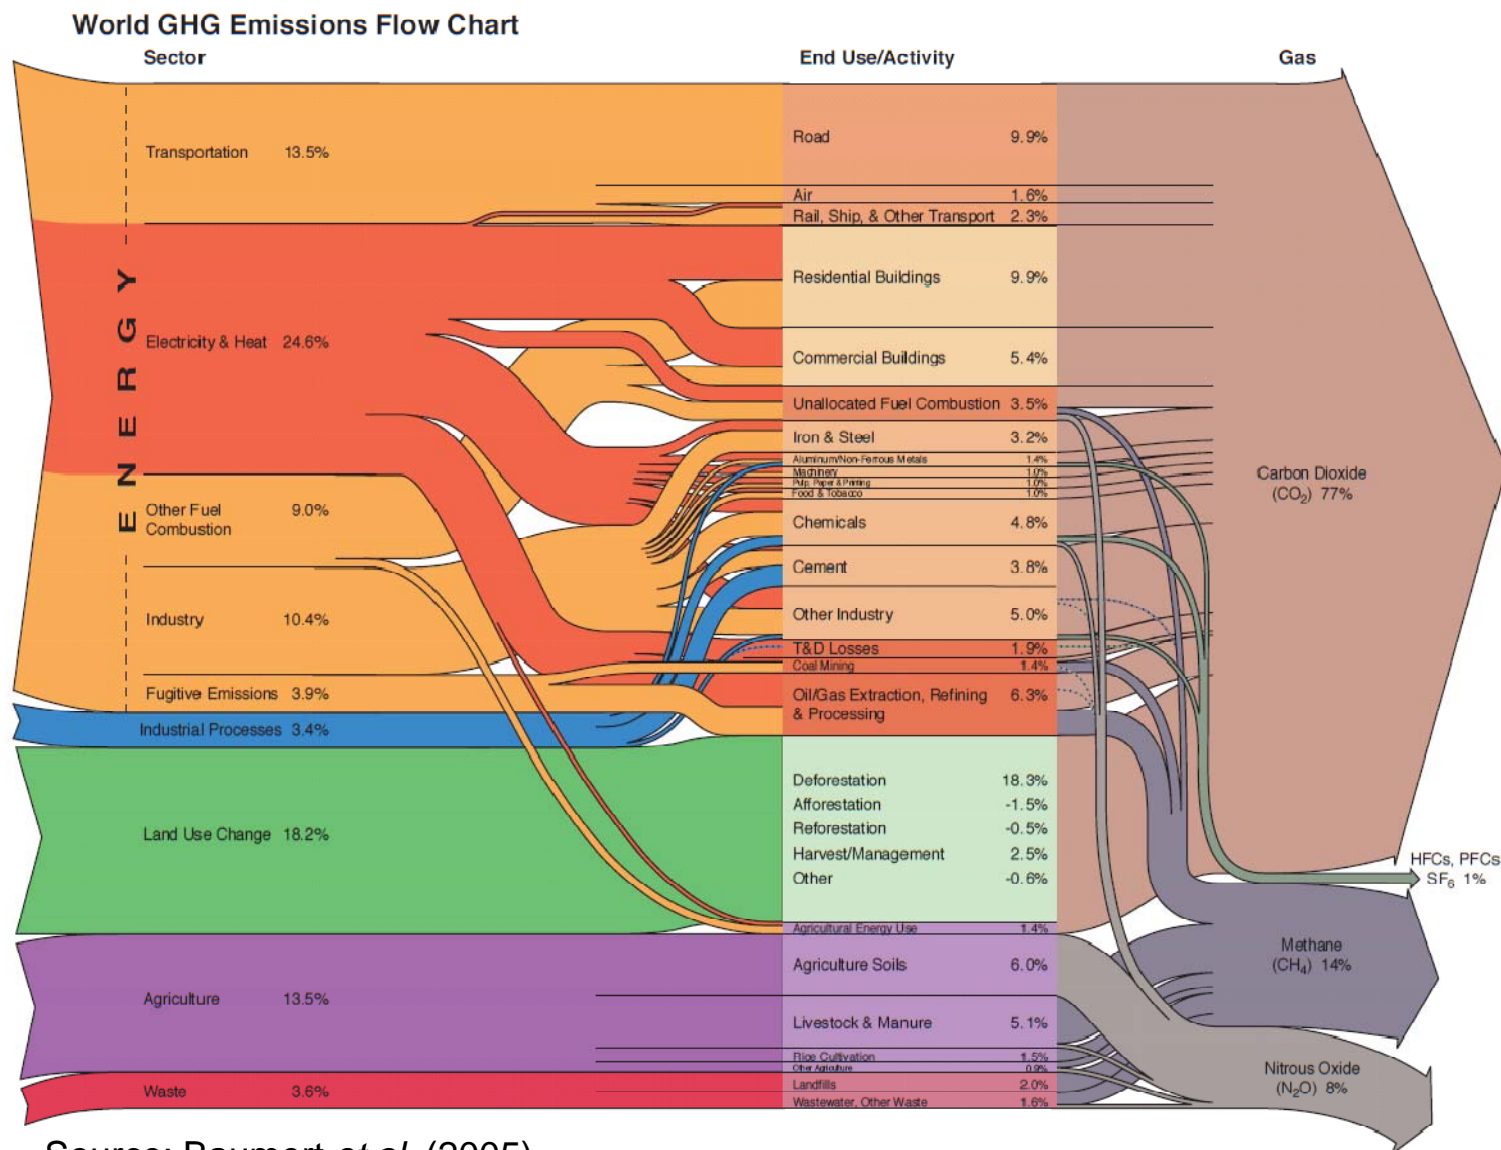 World GHG Emissions Flow Chart
Sector
End Use/Activity
Gas
ENERGY
Transportation 13.5%
Electricity & Heat 24.6%
Other Fuel
Combustion 9.0%
Industry 10.4%
Fugitive Emissions 3.9%
Industrial Processes 3.4%
Land Use Change 18.2%
Agriculture 13.5%
Waste 3.6%
Road 9.9%
Air 1.6%
Rail, Ship, & Other Transport 2.3%
Residential Buildings 9.9%
Commercial Buildings 5.4%
Unallocated Fuel Combustion 3.5%
Iron & Steel 3.2%
Aluminum/Non-Ferrous Metals 1.4%
Machinery 1.0%
Pulp, Paper & Printing 1.0%
Food & Tobacco 1.0%
Chemicals 4.8%
Cement 3.8%
Other Industry 5.0%
T&D Losses 1.9%
Coal Mining 1.4%
Oil/Gas Extraction, Refining 6.3%
& Processing
Deforestation 18.3%
Afforestation -1.5%
Reforestation -0.5%
Harvest/Management 2.5%
Other -0.6%
Agricultural Energy Use 1.4%
Agriculture Soils 6.0%
Livestock & Manure 5.1%
Rice Cultivation 1.5%
Other Agriculture 0.9%
Landfills 2.0%
Wastewater, Other Waste 1.6%
Carbon Dioxide
(CO₂) 77%
HFCs, PFCs
SF₆ 1%
Methane
(CH₄) 14%
Nitrous Oxide
(N₂O) 8%
Source: Baumert et al. (2005)